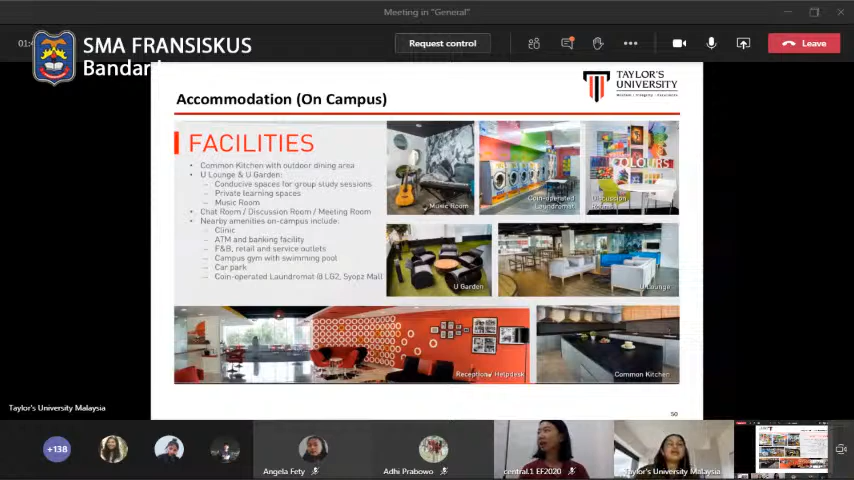 Meeting in "General"
SMA FRANSISKUS
Request control
Leave
TAYLOR'S
UNIVERSITY
Accommodation (On Campus)
FACILITIES
Common Kitchen with outdoor dining area
U Lounge & U Garden:
Conducive spaces for group study sessions
Private learning spaces
Music Room
Chat Room / Discussion Room / Meeting Room
Nearby amenities on-campus include:
Clinic
ATM and banking facility
F&B, retail and service outlets
Campus gym with swimming pool
Car park
Coin-operated Laundromat @ LG2, Syopz Mall
Music Room
Coin-operated
Laundromat
COLOURS
Discussion
U Garden
U Lounge
Reception / Helpdesk
Common Kitchen
50
Taylor's University Malaysia
+138
Angela Fety
Adhi Prabowo
central.1 EF2020
Taylor's University Malaysia